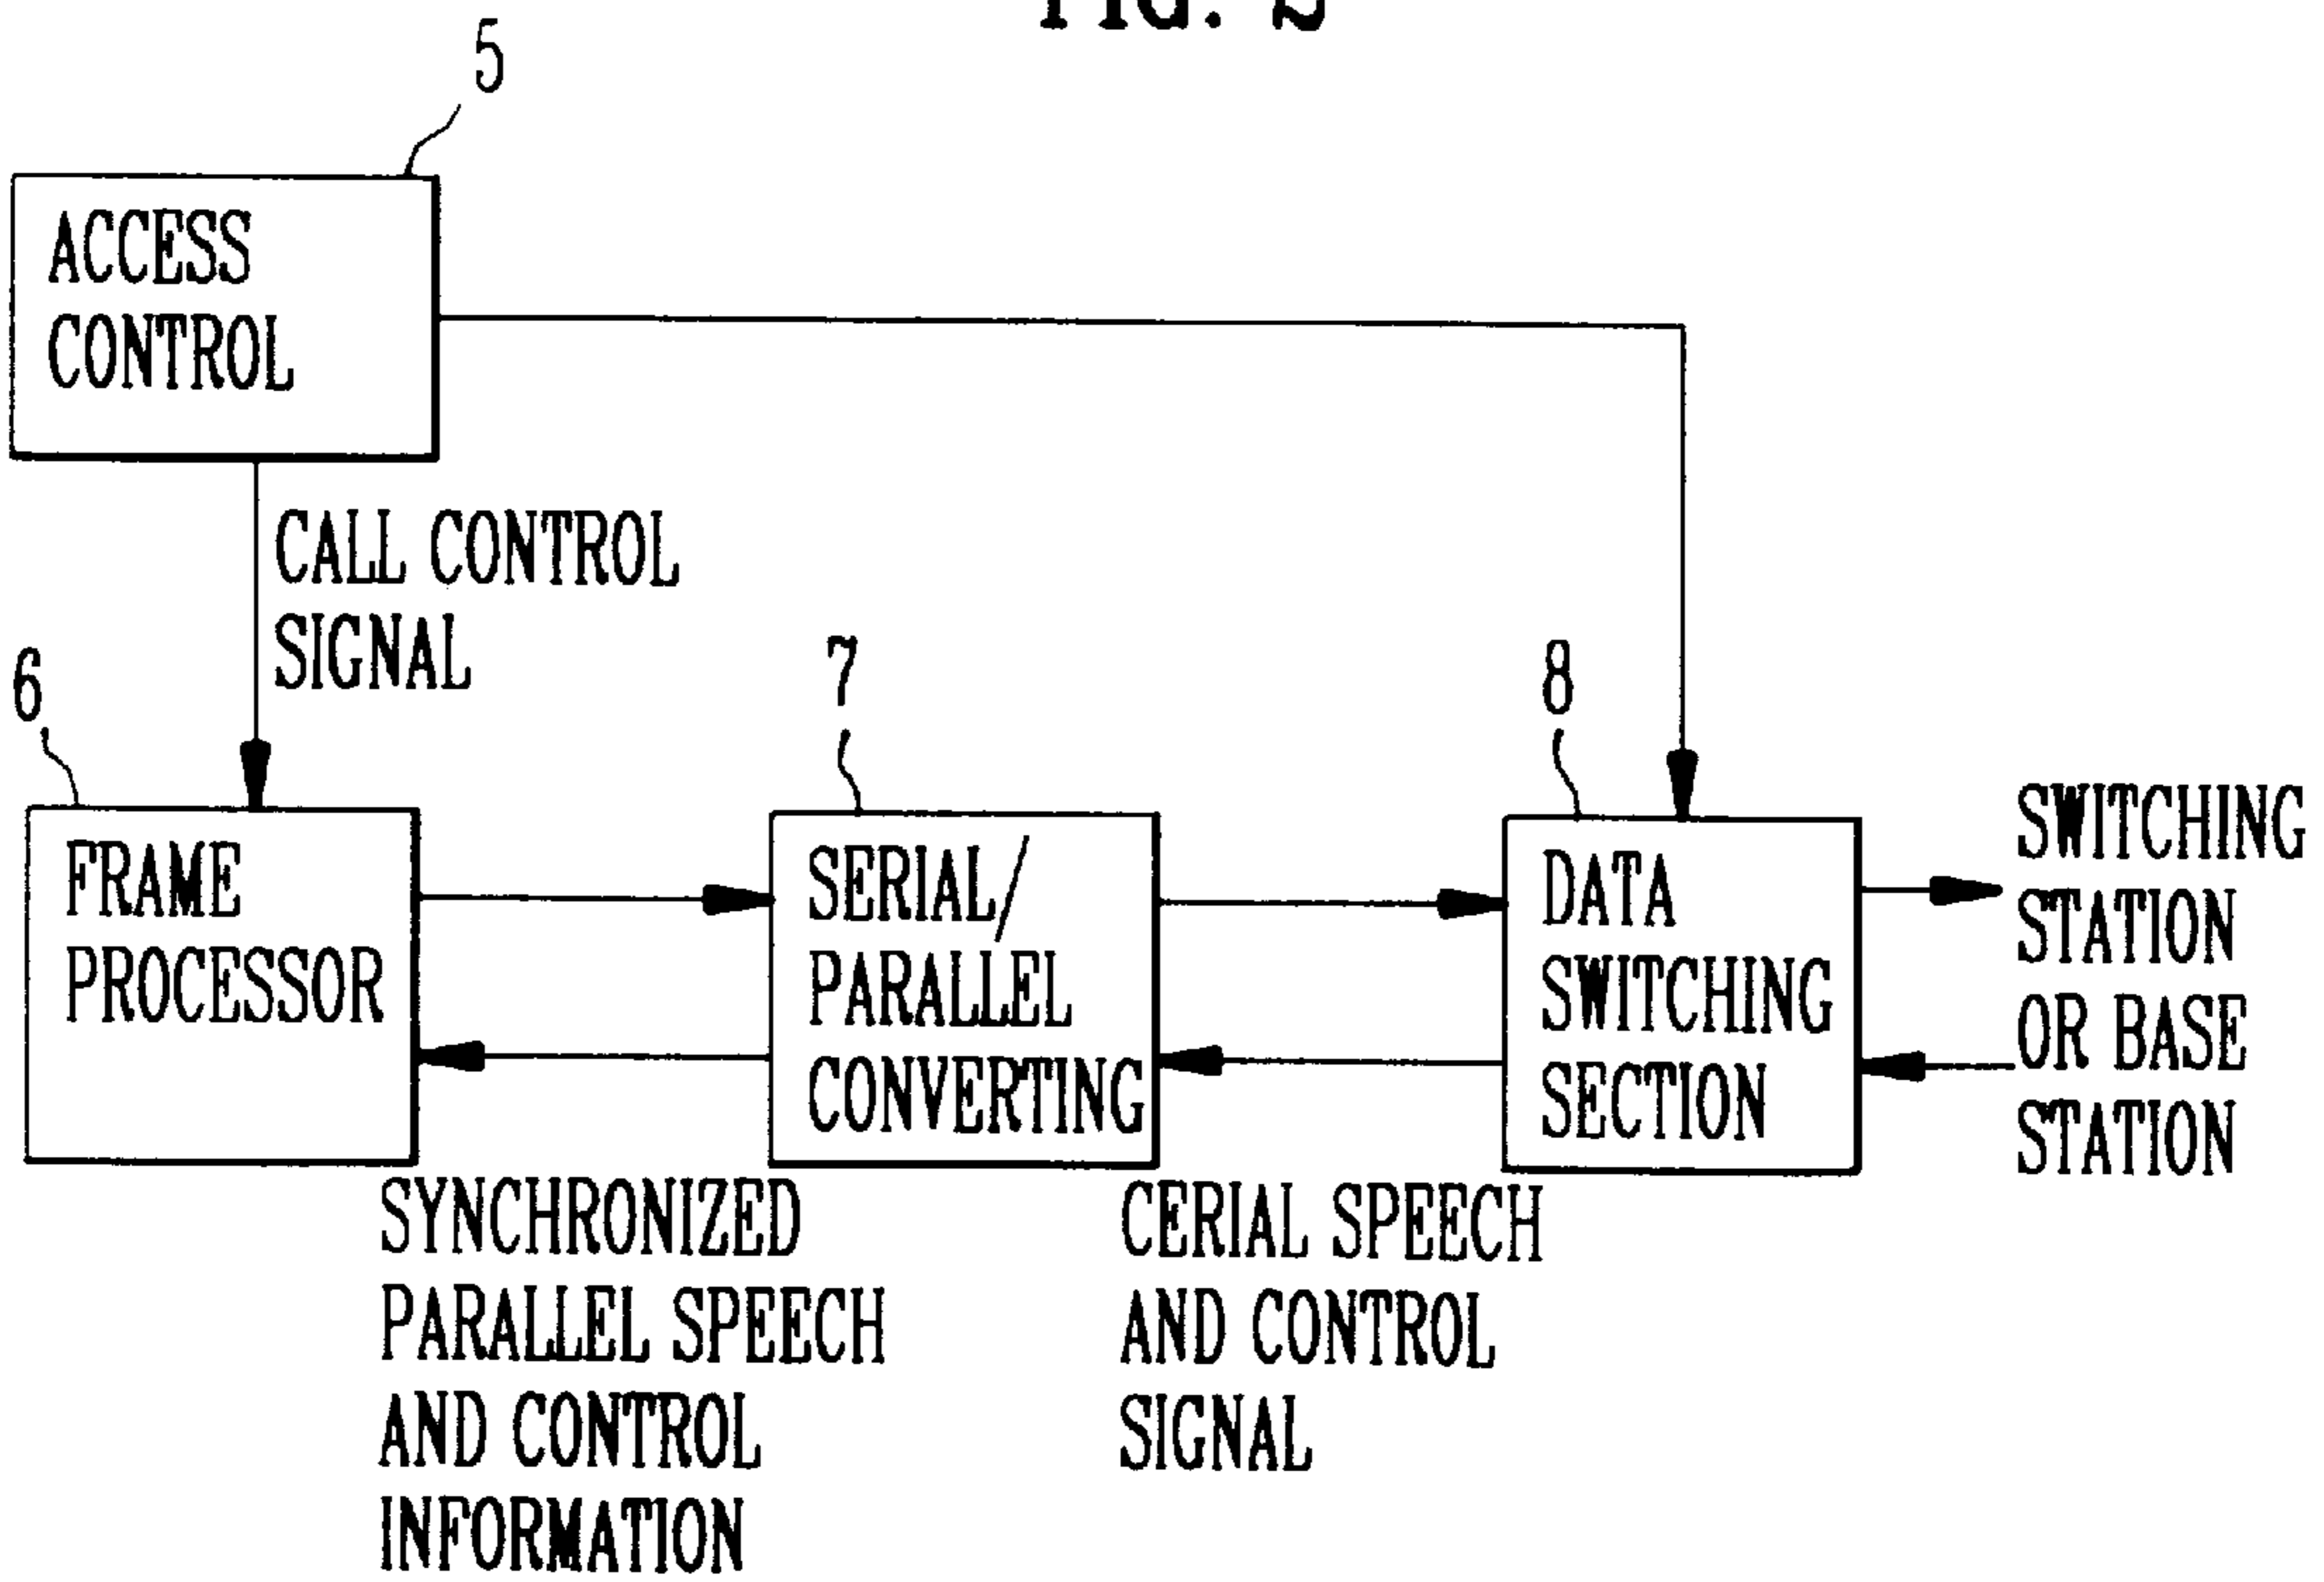 5
ACCESS
CONTROL
CALL CONTROL
SIGNAL
6
7
8
FRAME
PROCESSOR
SERIAL/
PARALLEL
CONVERTING
DATA
SWITCHING
SECTION
SWITCHING
STATION
OR BASE
STATION
SYNCHRONIZED
PARALLEL SPEECH
AND CONTROL
INFORMATION
CERIAL SPEECH
AND CONTROL
SIGNAL